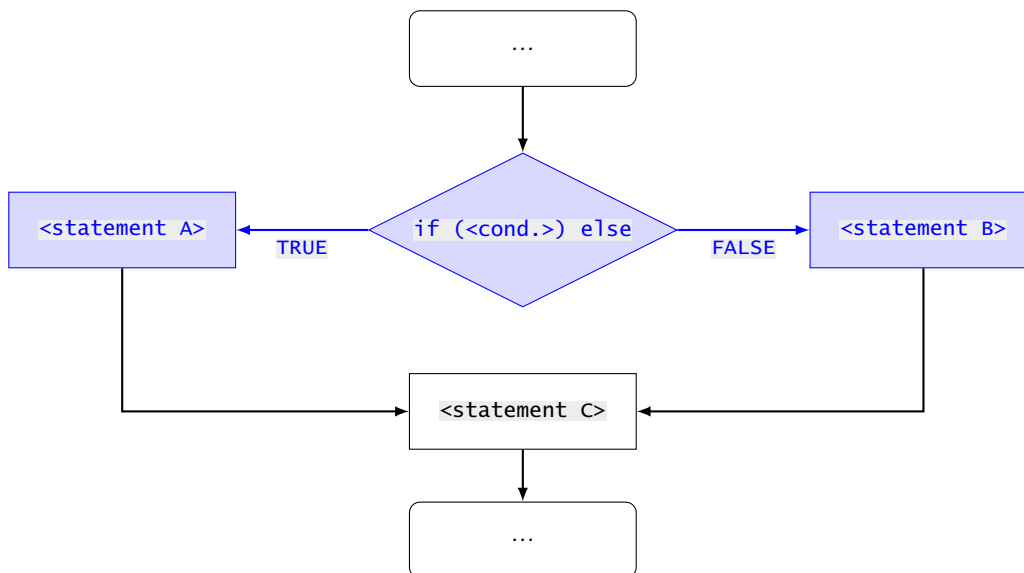 ...
<statement A>
if (<cond.>) else
<statement B>
TRUE
FALSE
<statement C>
...